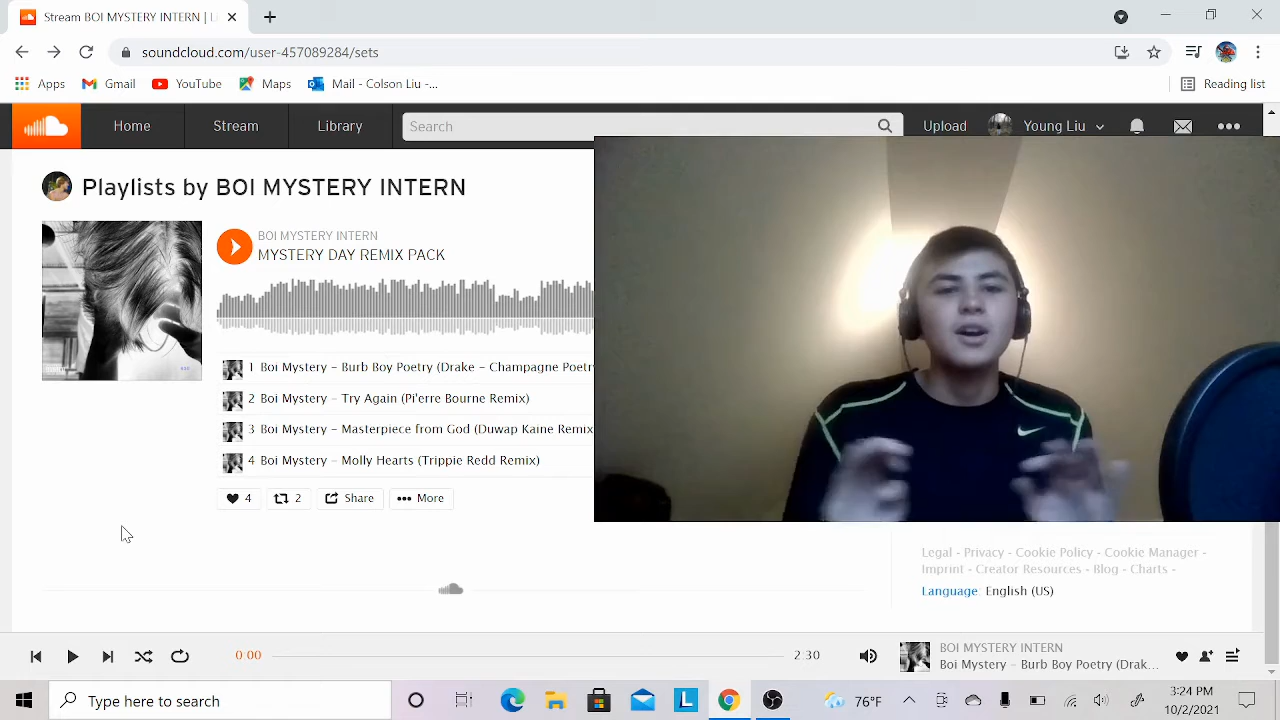 Stream BOI MYSTERY INTERN | L
soundcloud.com/user-457089284/sets
Apps Gmail YouTube Maps Mail - Colson Liu -... Reading list
Home Stream Library Search Upload Young Liu
Playlists by BOI MYSTERY INTERN
BOI MYSTERY INTERN
MYSTERY DAY REMIX PACK
1 Boi Mystery – Burb Boy Poetry (Drake – Champagne Poetr
2 Boi Mystery – Try Again (Pi'erre Bourne Remix)
3 Boi Mystery – Masterpiece from God (Duwap Kaine Remix
4 Boi Mystery – Molly Hearts (Trippie Redd Remix)
4 2 Share More
Legal - Privacy - Cookie Policy - Cookie Manager -
Imprint - Creator Resources - Blog - Charts -
Language: English (US)
0:00 2:30
BOI MYSTERY INTERN
Boi Mystery – Burb Boy Poetry (Drak...
Type here to search
76°F
3:24 PM
10/2/2021